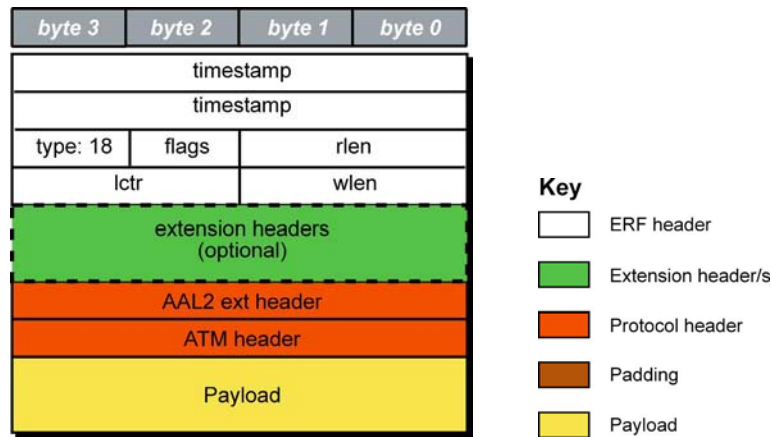 byte 3 byte 2 byte 1 byte 0
timestamp
timestamp
type: 18 flags rlen
lctr wlen
extension headers
(optional)
AAL2 ext header
ATM header
Payload
Key
ERF header
Extension header/s
Protocol header
Padding
Payload